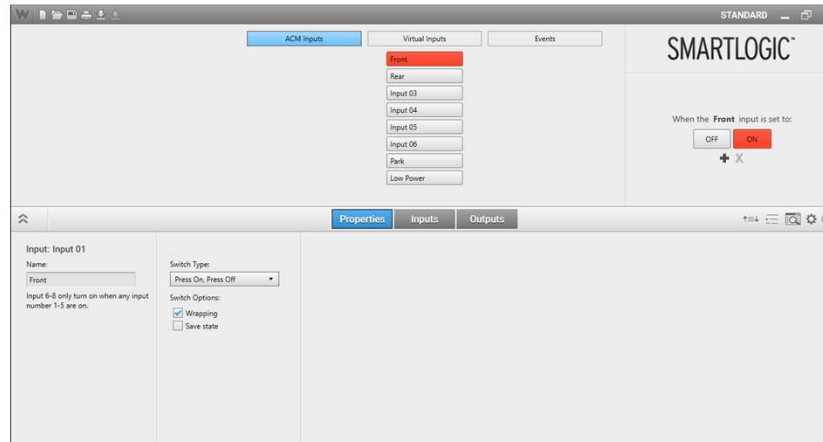 W
STANDARD
ACM Inputs
Virtual Inputs
Events
Front
Rear
Input 03
Input 04
Input 05
Input 06
Park
Low Power
SMARTLOGIC™
When the Front input is set to:
OFF
ON
X
Properties
Inputs
Outputs
Input: Input 01
Name:
Front
Input 6-8 only turn on when any input
number 1-5 are on.
Switch Type:
Press On, Press Off
Switch Options:
Wrapping
Save state